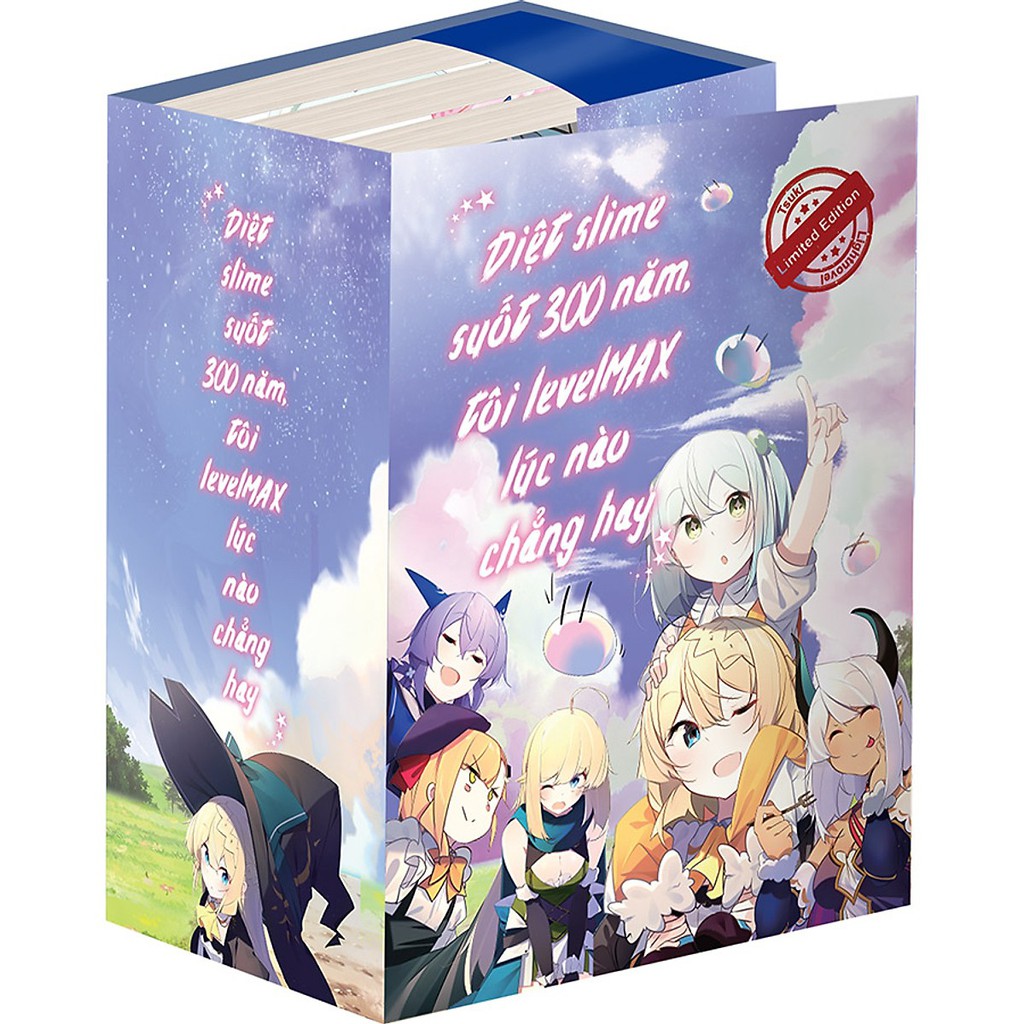 Diệt
slime
suốt
300 năm,
tôi
levelMAX
lúc
nào
chẳng
hay
Diệt slime
suốt 300 năm,
tôi levelMAX
lúc nào
chẳng hay
Tsuki
Limited Edition
Lightnovel